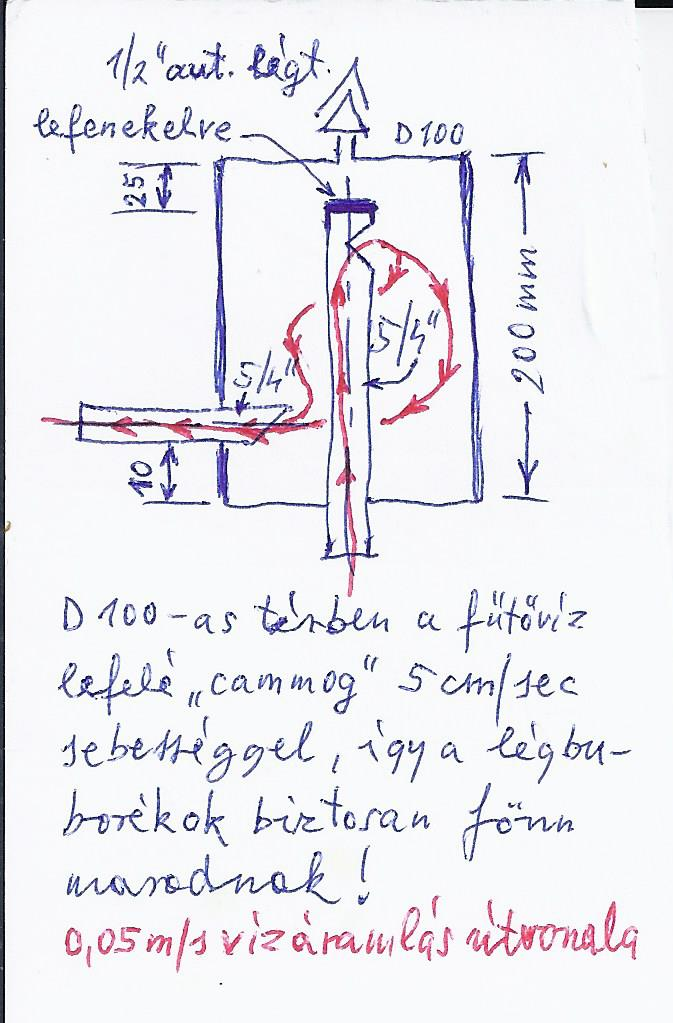 1/2" aut. légt.
lefenekelve
D 100
25
5/4"
5/4"
200 mm
10
D 100-as térben a fűtővíz
lefelé „cammog" 5 cm/sec
sebességgel, így a légbu-
borékok biztosan fönn
maradnak!
0,05 m/s vízáramlás útvonala